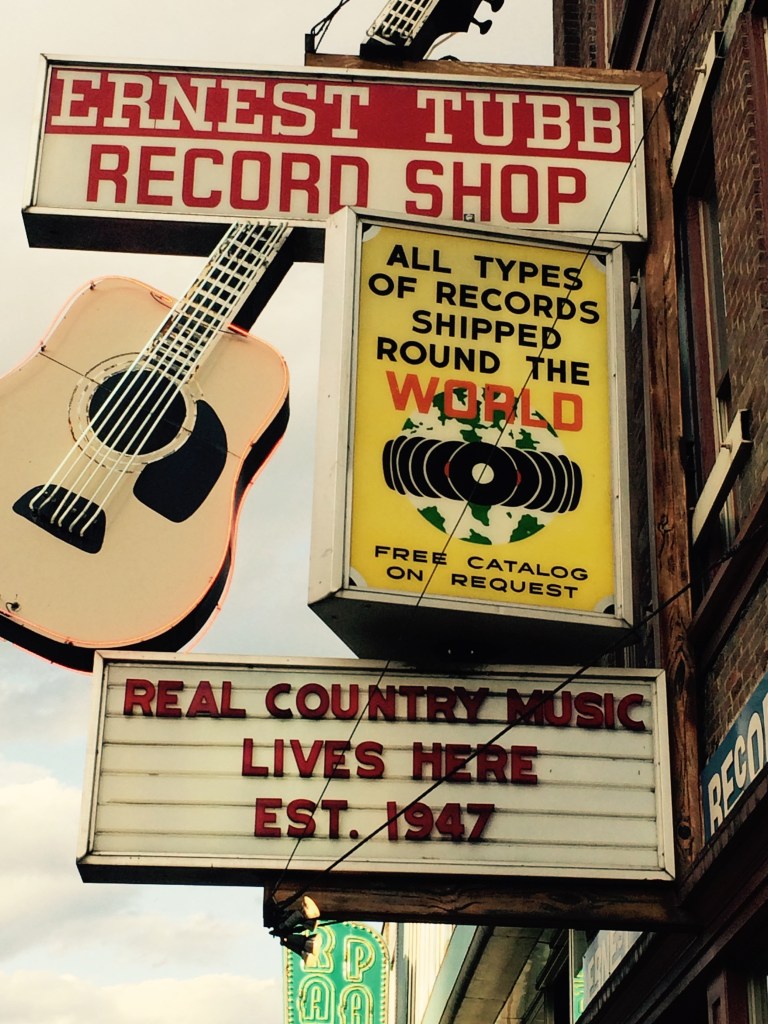 ERNEST TUBB
RECORD SHOP
ALL TYPES
OF RECORDS
SHIPPED
ROUND THE
WORLD
FREE CATALOG
ON REQUEST
REAL COUNTRY MUSIC
LIVES HERE
EST. 1947